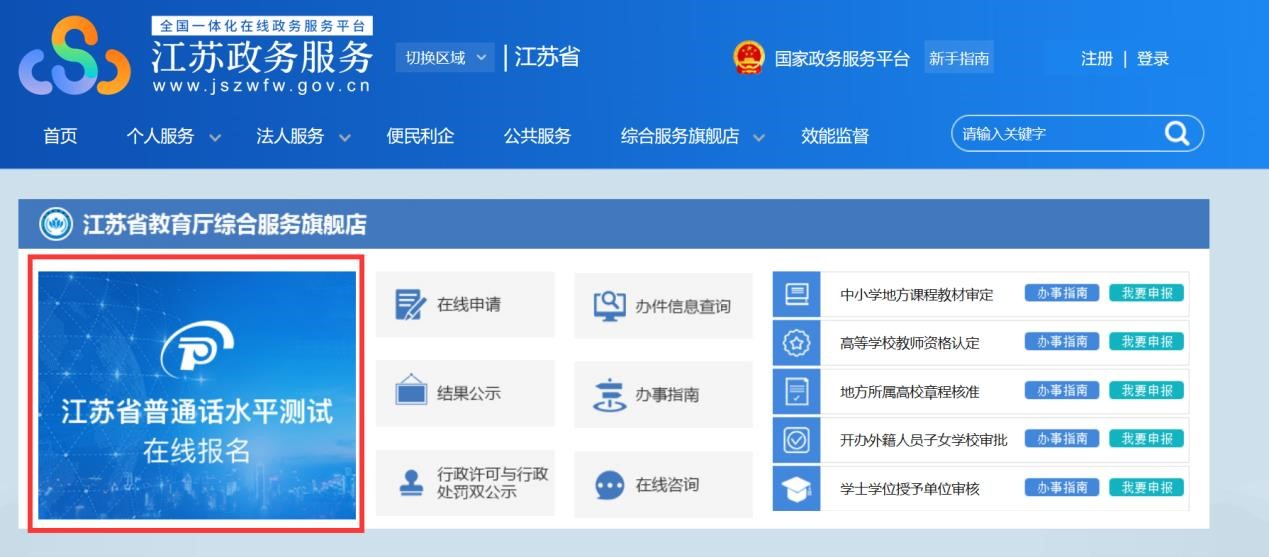 全国一体化在线政务服务平台
江苏政务服务
www.jszwfw.gov.cn
切换区域
江苏省
国家政务服务平台
新手指南
注册 | 登录
首页
个人服务
法人服务
便民利企
公共服务
综合服务旗舰店
效能监督
请输入关键字
江苏省教育厅综合服务旗舰店
江苏省普通话水平测试
在线报名
在线申请
办件信息查询
结果公示
办事指南
行政许可与行政
处罚双公示
在线咨询
中小学地方课程教材审定 办事指南 我要申报
高等学校教师资格认定 办事指南 我要申报
地方所属高校章程核准 办事指南 我要申报
开办外籍人员子女学校审批 办事指南 我要申报
学士学位授予单位审核 办事指南 我要申报